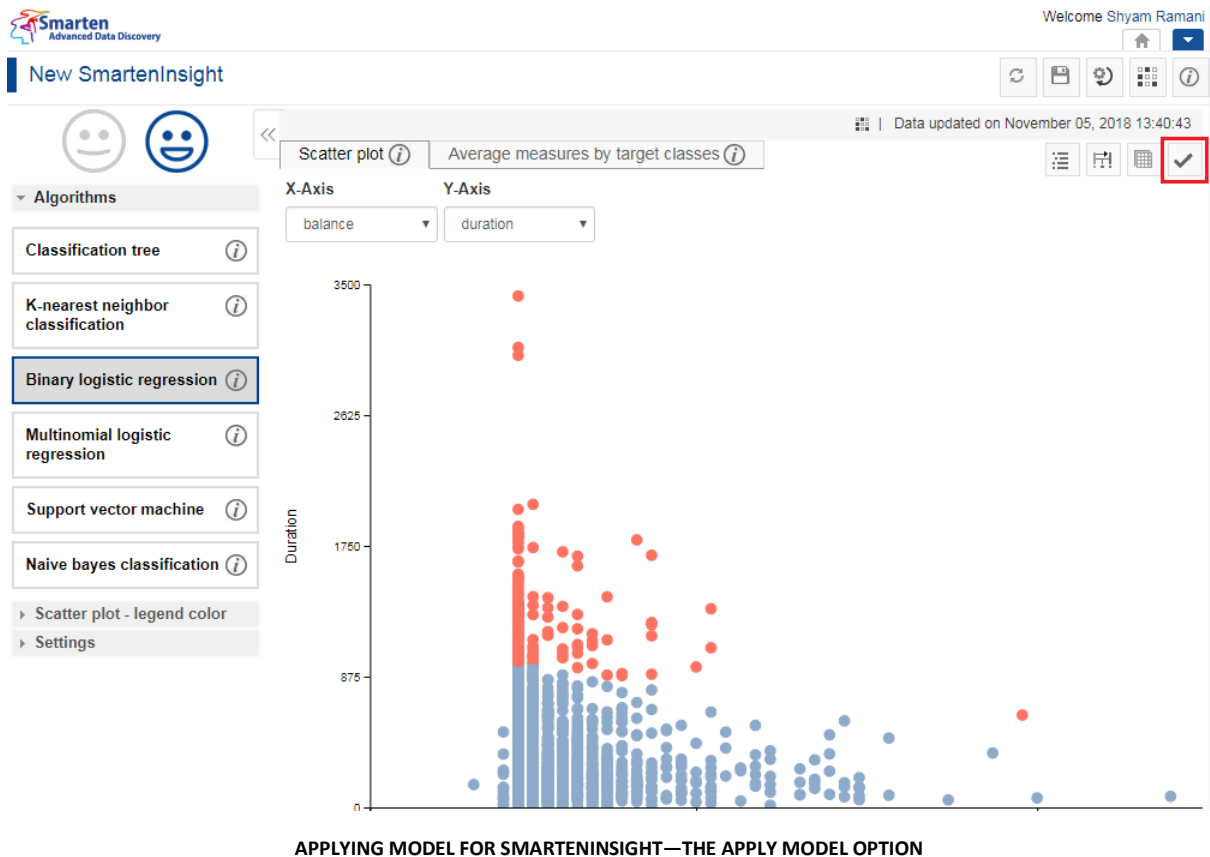 Smarten
Advanced Data Discovery
Welcome Shyam Ramani
New SmartenInsight
| Data updated on November 05, 2018 13:40:43
Scatter plot
Average measures by target classes
Algorithms
X-Axis
Y-Axis
balance
duration
Classification tree
K-nearest neighbor
classification
Binary logistic regression
Multinomial logistic
regression
Support vector machine
Naive bayes classification
Scatter plot - legend color
Settings
3500
2625
1750
875
0
Duration
APPLYING MODEL FOR SMARTENINSIGHT—THE APPLY MODEL OPTION